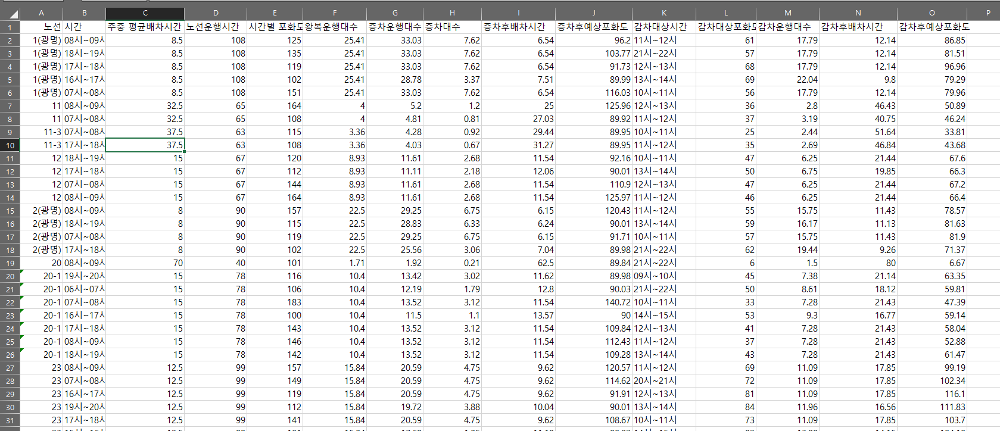 A B C D E F G H I J K L M N O P
1 노선 시간 주중 평균배차시간 노선운행시간 시간별 포화도 왕복운행대수 증차운행대수 증차대수 증차후배차시간 증차후예상포화도 감차대상시간 감차대상포화도 감차운행대수 감차후배차시간 감차후예상포화도
2 1(광명) 08시~09시 8.5 108 125 25.41 33.03 7.62 6.54 96.2 11시~12시 61 17.79 12.14 86.85
3 1(광명) 18시~19시 8.5 108 135 25.41 33.03 7.62 6.54 103.77 21시~22시 57 17.79 12.14 81.51
4 1(광명) 17시~18시 8.5 108 119 25.41 33.03 7.62 6.54 91.73 12시~13시 68 17.79 12.14 96.96
5 1(광명) 16시~17시 8.5 108 102 25.41 28.78 3.37 7.51 89.99 13시~14시 69 22.04 9.8 79.29
6 1(광명) 07시~08시 8.5 108 151 25.41 33.03 7.62 6.54 116.03 10시~11시 56 17.79 12.14 79.96
7 11 08시~09시 32.5 65 164 4 5.2 1.2 25 125.96 12시~13시 36 2.8 46.43 50.89
8 11 07시~08시 32.5 65 108 4 4.81 0.81 27.03 89.92 11시~12시 37 3.19 40.75 46.24
9 11-3 07시~08시 37.5 63 115 3.36 4.28 0.92 29.44 89.95 10시~11시 25 2.44 51.64 33.81
10 11-3 17시~18시 37.5 63 108 3.36 4.03 0.67 31.27 89.95 11시~12시 35 2.69 46.84 43.68
11 12 18시~19시 15 67 120 8.93 11.61 2.68 11.54 92.16 10시~11시 47 6.25 21.44 67.6
12 12 17시~18시 15 67 112 8.93 11.11 2.18 12.06 90.01 13시~14시 50 6.75 19.85 66.3
13 12 07시~08시 15 67 144 8.93 11.61 2.68 11.54 110.9 12시~13시 47 6.25 21.44 67.2
14 12 08시~09시 15 67 164 8.93 11.61 2.68 11.54 125.97 11시~12시 46 6.25 21.44 66.4
15 2(광명) 08시~09시 8 90 157 22.5 29.25 6.75 6.15 120.43 11시~12시 55 15.75 11.43 78.57
16 2(광명) 18시~19시 8 90 115 22.5 28.83 6.33 6.24 90.01 13시~14시 59 16.17 11.13 81.63
17 2(광명) 07시~08시 8 90 119 22.5 29.25 6.75 6.15 91.71 10시~11시 57 15.75 11.43 81.9
18 2(광명) 17시~18시 8 90 102 22.5 25.56 3.06 7.04 89.98 21시~22시 62 19.44 9.26 71.37
19 20 08시~09시 70 40 101 1.71 1.92 0.21 62.5 89.84 21시~22시 6 1.5 80 6.67
20 20-1 19시~20시 15 78 116 10.4 13.42 3.02 11.62 89.98 09시~10시 45 7.38 21.14 63.35
21 20-1 06시~07시 15 78 106 10.4 12.19 1.79 12.8 90.03 21시~22시 50 8.61 18.12 59.81
22 20-1 07시~08시 15 78 183 10.4 13.52 3.12 11.54 140.72 10시~11시 33 7.28 21.43 47.39
23 20-1 16시~17시 15 78 100 10.4 11.5 1.1 13.57 90 14시~15시 53 9.3 16.77 59.14
24 20-1 17시~18시 15 78 143 10.4 13.52 3.12 11.54 109.84 12시~13시 41 7.28 21.43 58.04
25 20-1 08시~09시 15 78 146 10.4 13.52 3.12 11.54 112.43 11시~12시 37 7.28 21.43 52.88
26 20-1 18시~19시 15 78 142 10.4 13.52 3.12 11.54 109.28 13시~14시 43 7.28 21.43 61.47
27 23 08시~09시 12.5 99 157 15.84 20.59 4.75 9.62 120.57 11시~12시 69 11.09 17.85 99.19
28 23 07시~08시 12.5 99 149 15.84 20.59 4.75 9.62 114.62 20시~21시 72 11.09 17.85 102.34
29 23 16시~17시 12.5 99 119 15.84 20.59 4.75 9.62 91.91 12시~13시 81 11.09 17.85 116.1
30 23 19시~20시 12.5 99 112 15.84 19.72 3.88 10.04 90.01 13시~14시 84 11.96 16.56 111.83
31 23 17시~18시 12.5 99 141 15.84 20.59 4.75 9.62 108.67 10시~11시 73 11.09 17.85 103.7